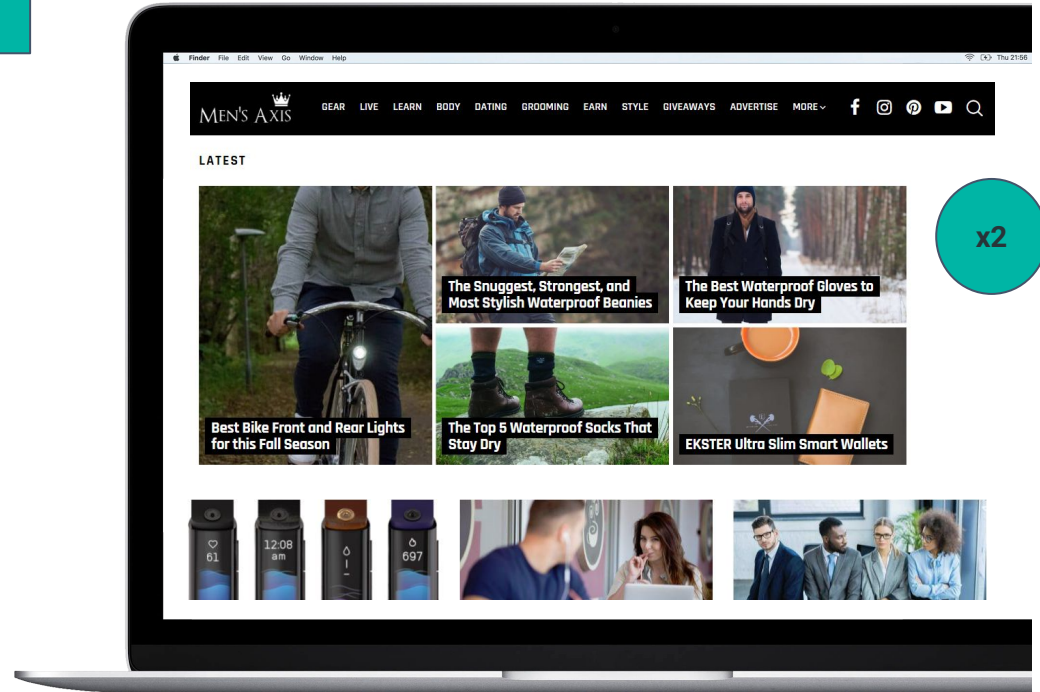 Finder File Edit View Go Window Help
Thu 21:56
MEN'S AXIS
GEAR LIVE LEARN BODY DATING GROOMING EARN STYLE GIVEAWAYS ADVERTISE MORE
LATEST
x2
The Snuggest, Strongest, and
Most Stylish Waterproof Beanies
The Best Waterproof Gloves to
Keep Your Hands Dry
Best Bike Front and Rear Lights
for this Fall Season
The Top 5 Waterproof Socks That
Stay Dry
EKSTER Ultra Slim Smart Wallets
61
12:08
am
697